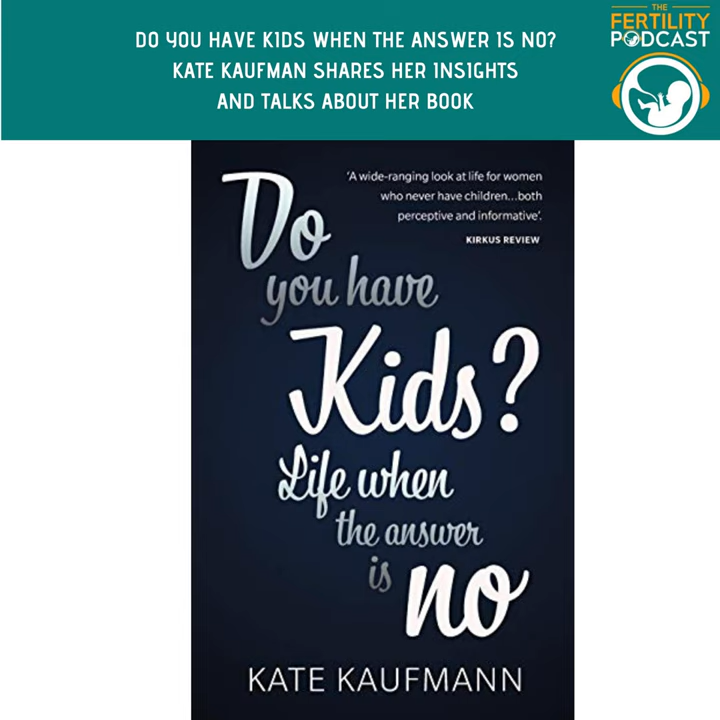 DO YOU HAVE KIDS WHEN THE ANSWER IS NO?
KATE KAUFMAN SHARES HER INSIGHTS
AND TALKS ABOUT HER BOOK
THE
FERTILITY
PODCAST
'A wide-ranging look at life for women
who never have children...both
perceptive and informative'.
KIRKUS REVIEW
Do
you have
Kids?
Life when
the answer
is
no
KATE KAUFMANN